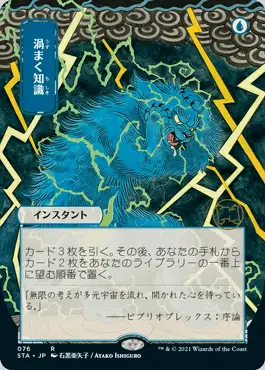 渦まく知識
うず
ちしき
インスタント
カード3枚を引く。その後、あなたの手札から
カード2枚をあなたのライブラリーの一番上
に望む順番で置く。
「無限の考えが多元宇宙を流れ、開かれた心を待っている。」
――ビブリオプレックス:序論
076 R
STA・JP 石黒亜矢子/Ayako Ishiguro
™ & © 2021 Wizards of the Coast